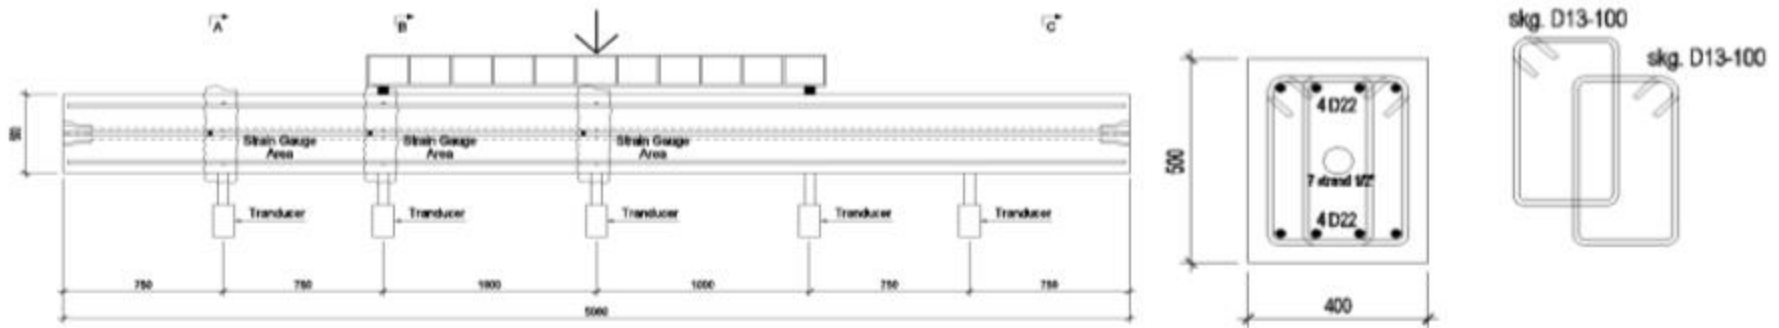 A
B
C
Strain Gauge
Area
Strain Gauge
Area
Strain Gauge
Area
Tranducer
Tranducer
Tranducer
Tranducer
Tranducer
750
750
1000
1000
750
750
5000
500
4 D22
7 strand 1/2"
4 D22
400
skg. D13-100
skg. D13-100